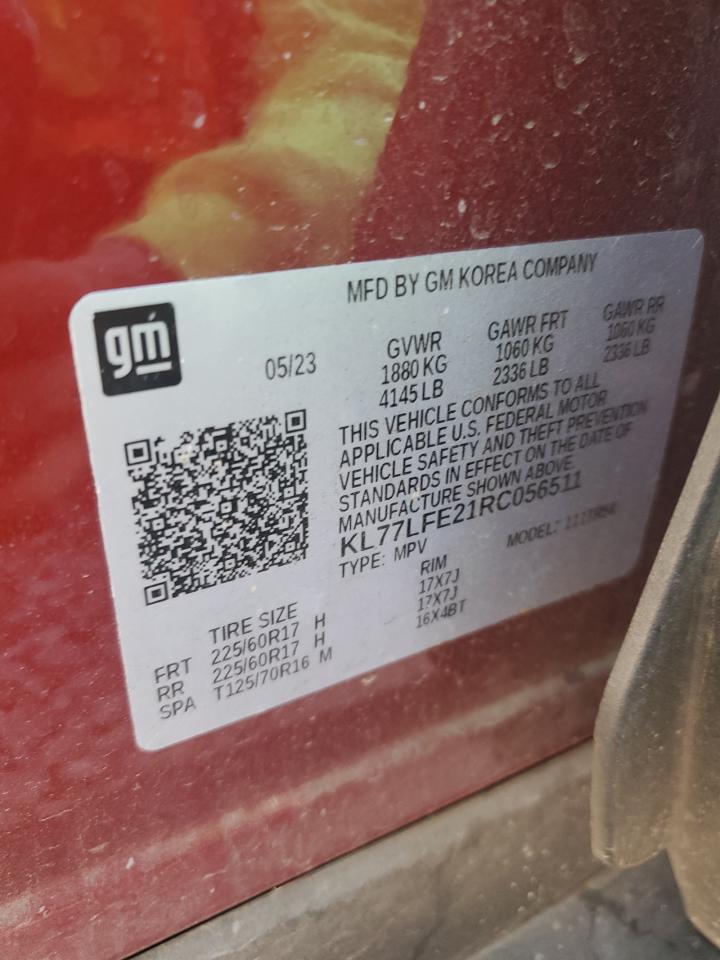 MFD BY GM KOREA COMPANY
gm
05/23
GVWR
1880 KG
4145 LB
GAWR FRT
1060 KG
2336 LB
GAWR RR
1060 KG
2336 LB
THIS VEHICLE CONFORMS TO ALL
APPLICABLE U.S. FEDERAL MOTOR
VEHICLE SAFETY AND THEFT PREVENTION
STANDARDS IN EFFECT ON THE DATE OF
MANUFACTURE SHOWN ABOVE.
KL77LFE21RC056511
TYPE: MPV
MODEL:
TIRE SIZE RIM
FRT 225/60R17 H 17X7J
RR 225/60R17 H 17X7J
SPA T125/70R16 M 16X4BT